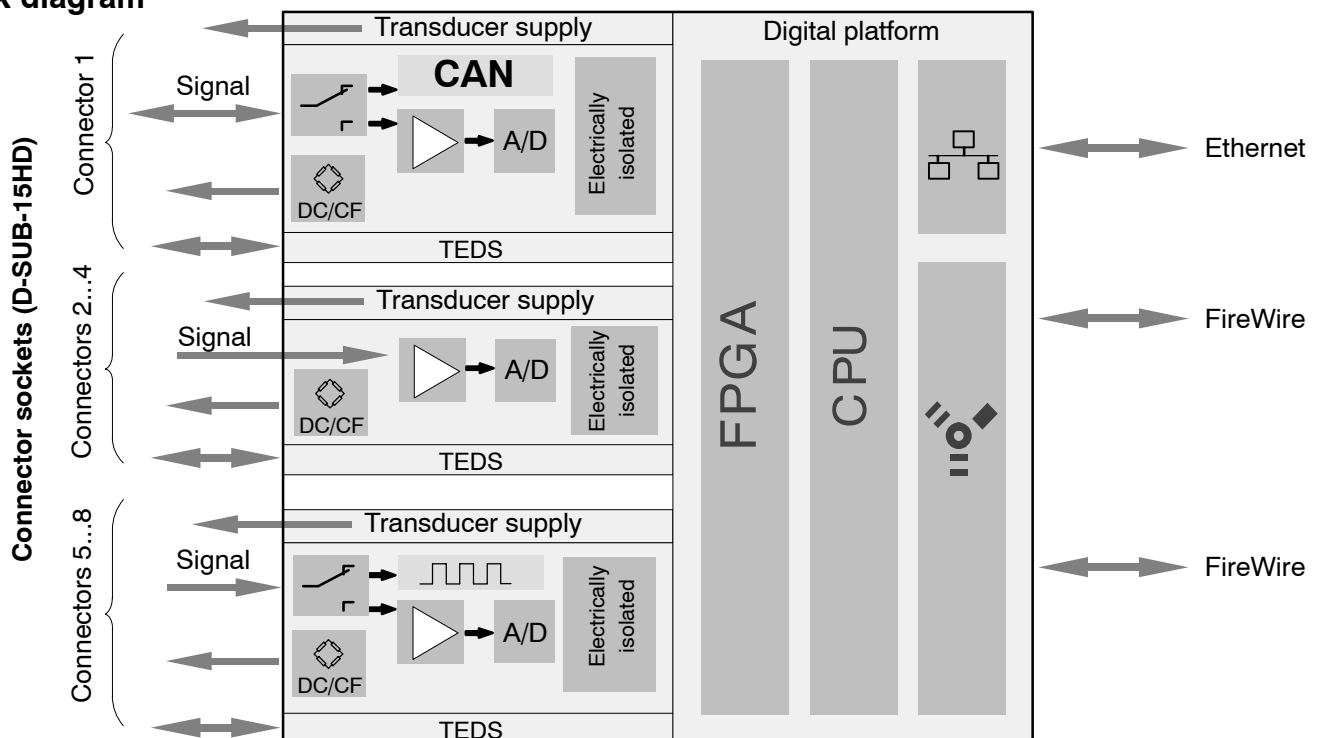 diagram
Connector sockets (D-SUB-15HD)
Connector 1
Signal
Transducer supply
CAN
A/D
DC/CF
Electrically
isolated
TEDS
Connectors 2...4
Signal
Transducer supply
A/D
DC/CF
Electrically
isolated
TEDS
Connectors 5...8
Signal
Transducer supply
A/D
DC/CF
Electrically
isolated
TEDS
Digital platform
FPGA
CPU
Ethernet
FireWire
FireWire